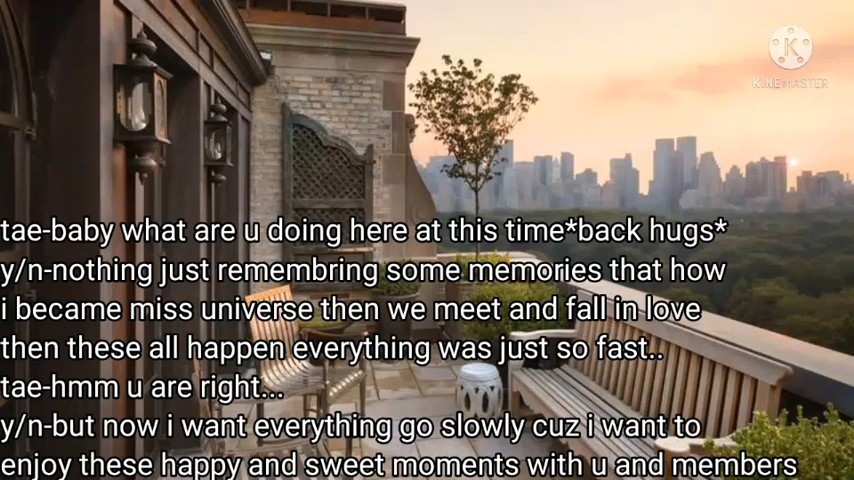 KINEMASTER
tae-baby what are u doing here at this time*back hugs*
y/n-nothing just remembring some memories that how
i became miss universe then we meet and fall in love
then these all happen everything was just so fast..
tae-hmm u are right...
y/n-but now i want everything go slowly cuz i want to
enjoy these happy and sweet moments with u and members